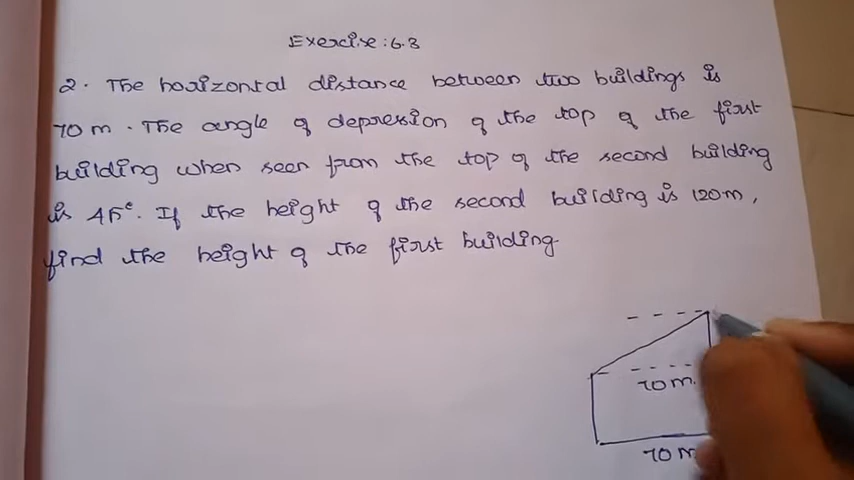 Exercise: 6.3
2. The horizontal distance between two buildings is
70 m. The angle of depression of the top of the first
building when seen from the top of the second building
is 45°. If the height of the second building is 120m,
find the height of the first building.
70 m.
70 m